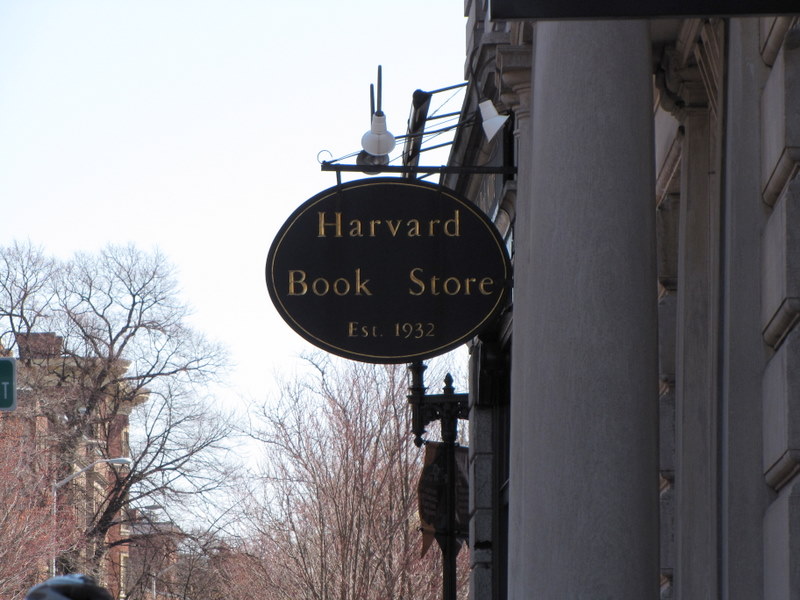 Harvard
Book Store
Est. 1932
T